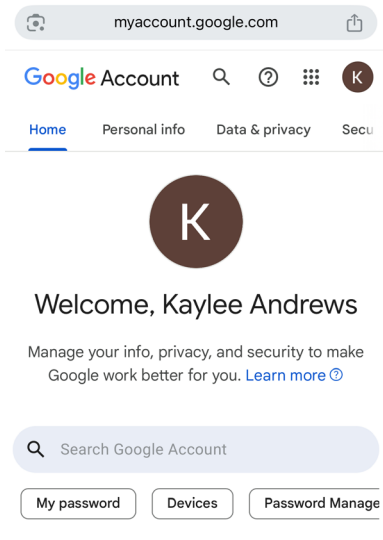 myaccount.google.com
Google Account
K
Home Personal info Data & privacy Secu
K
Welcome, Kaylee Andrews
Manage your info, privacy, and security to make
Google work better for you. Learn more
Search Google Account
My password Devices Password Manage